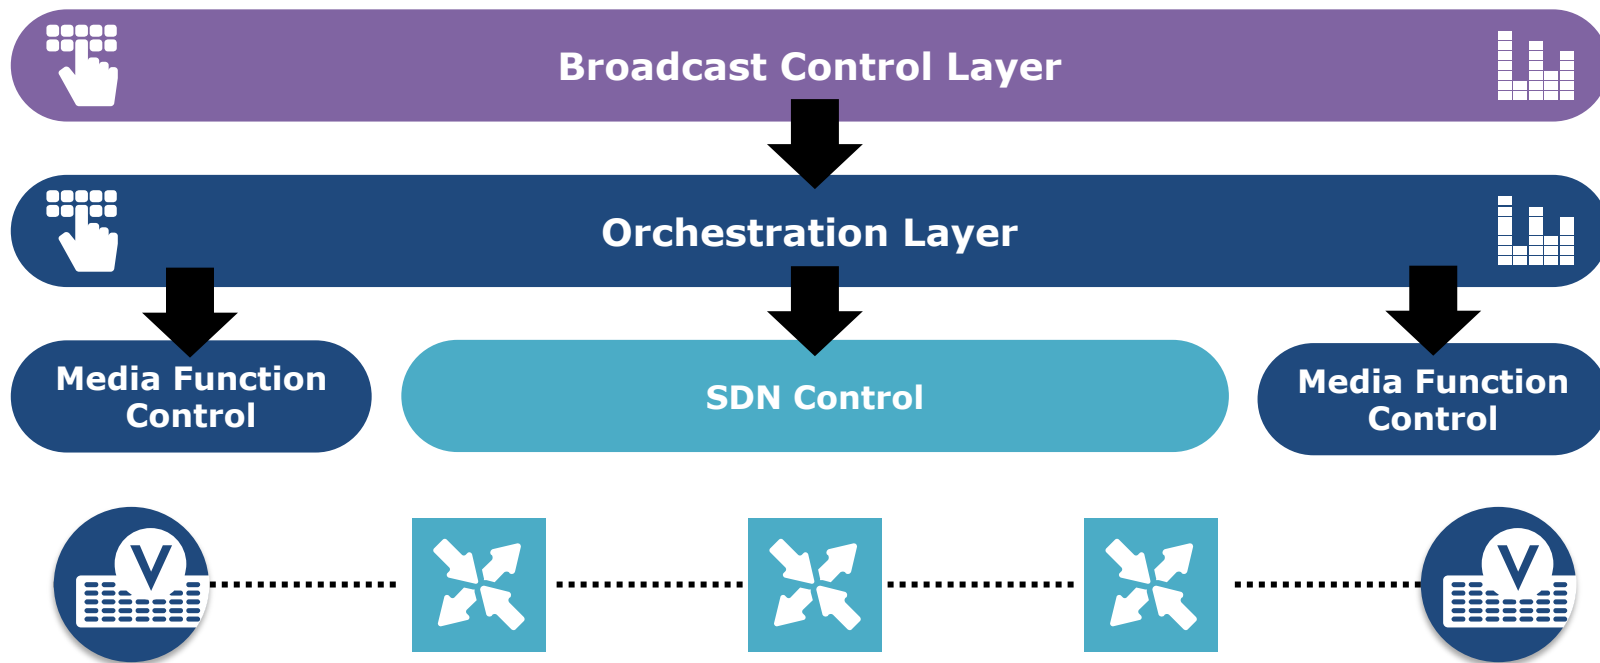 Broadcast Control Layer
Orchestration Layer
Media Function
Control
SDN Control
Media Function
Control
V
V